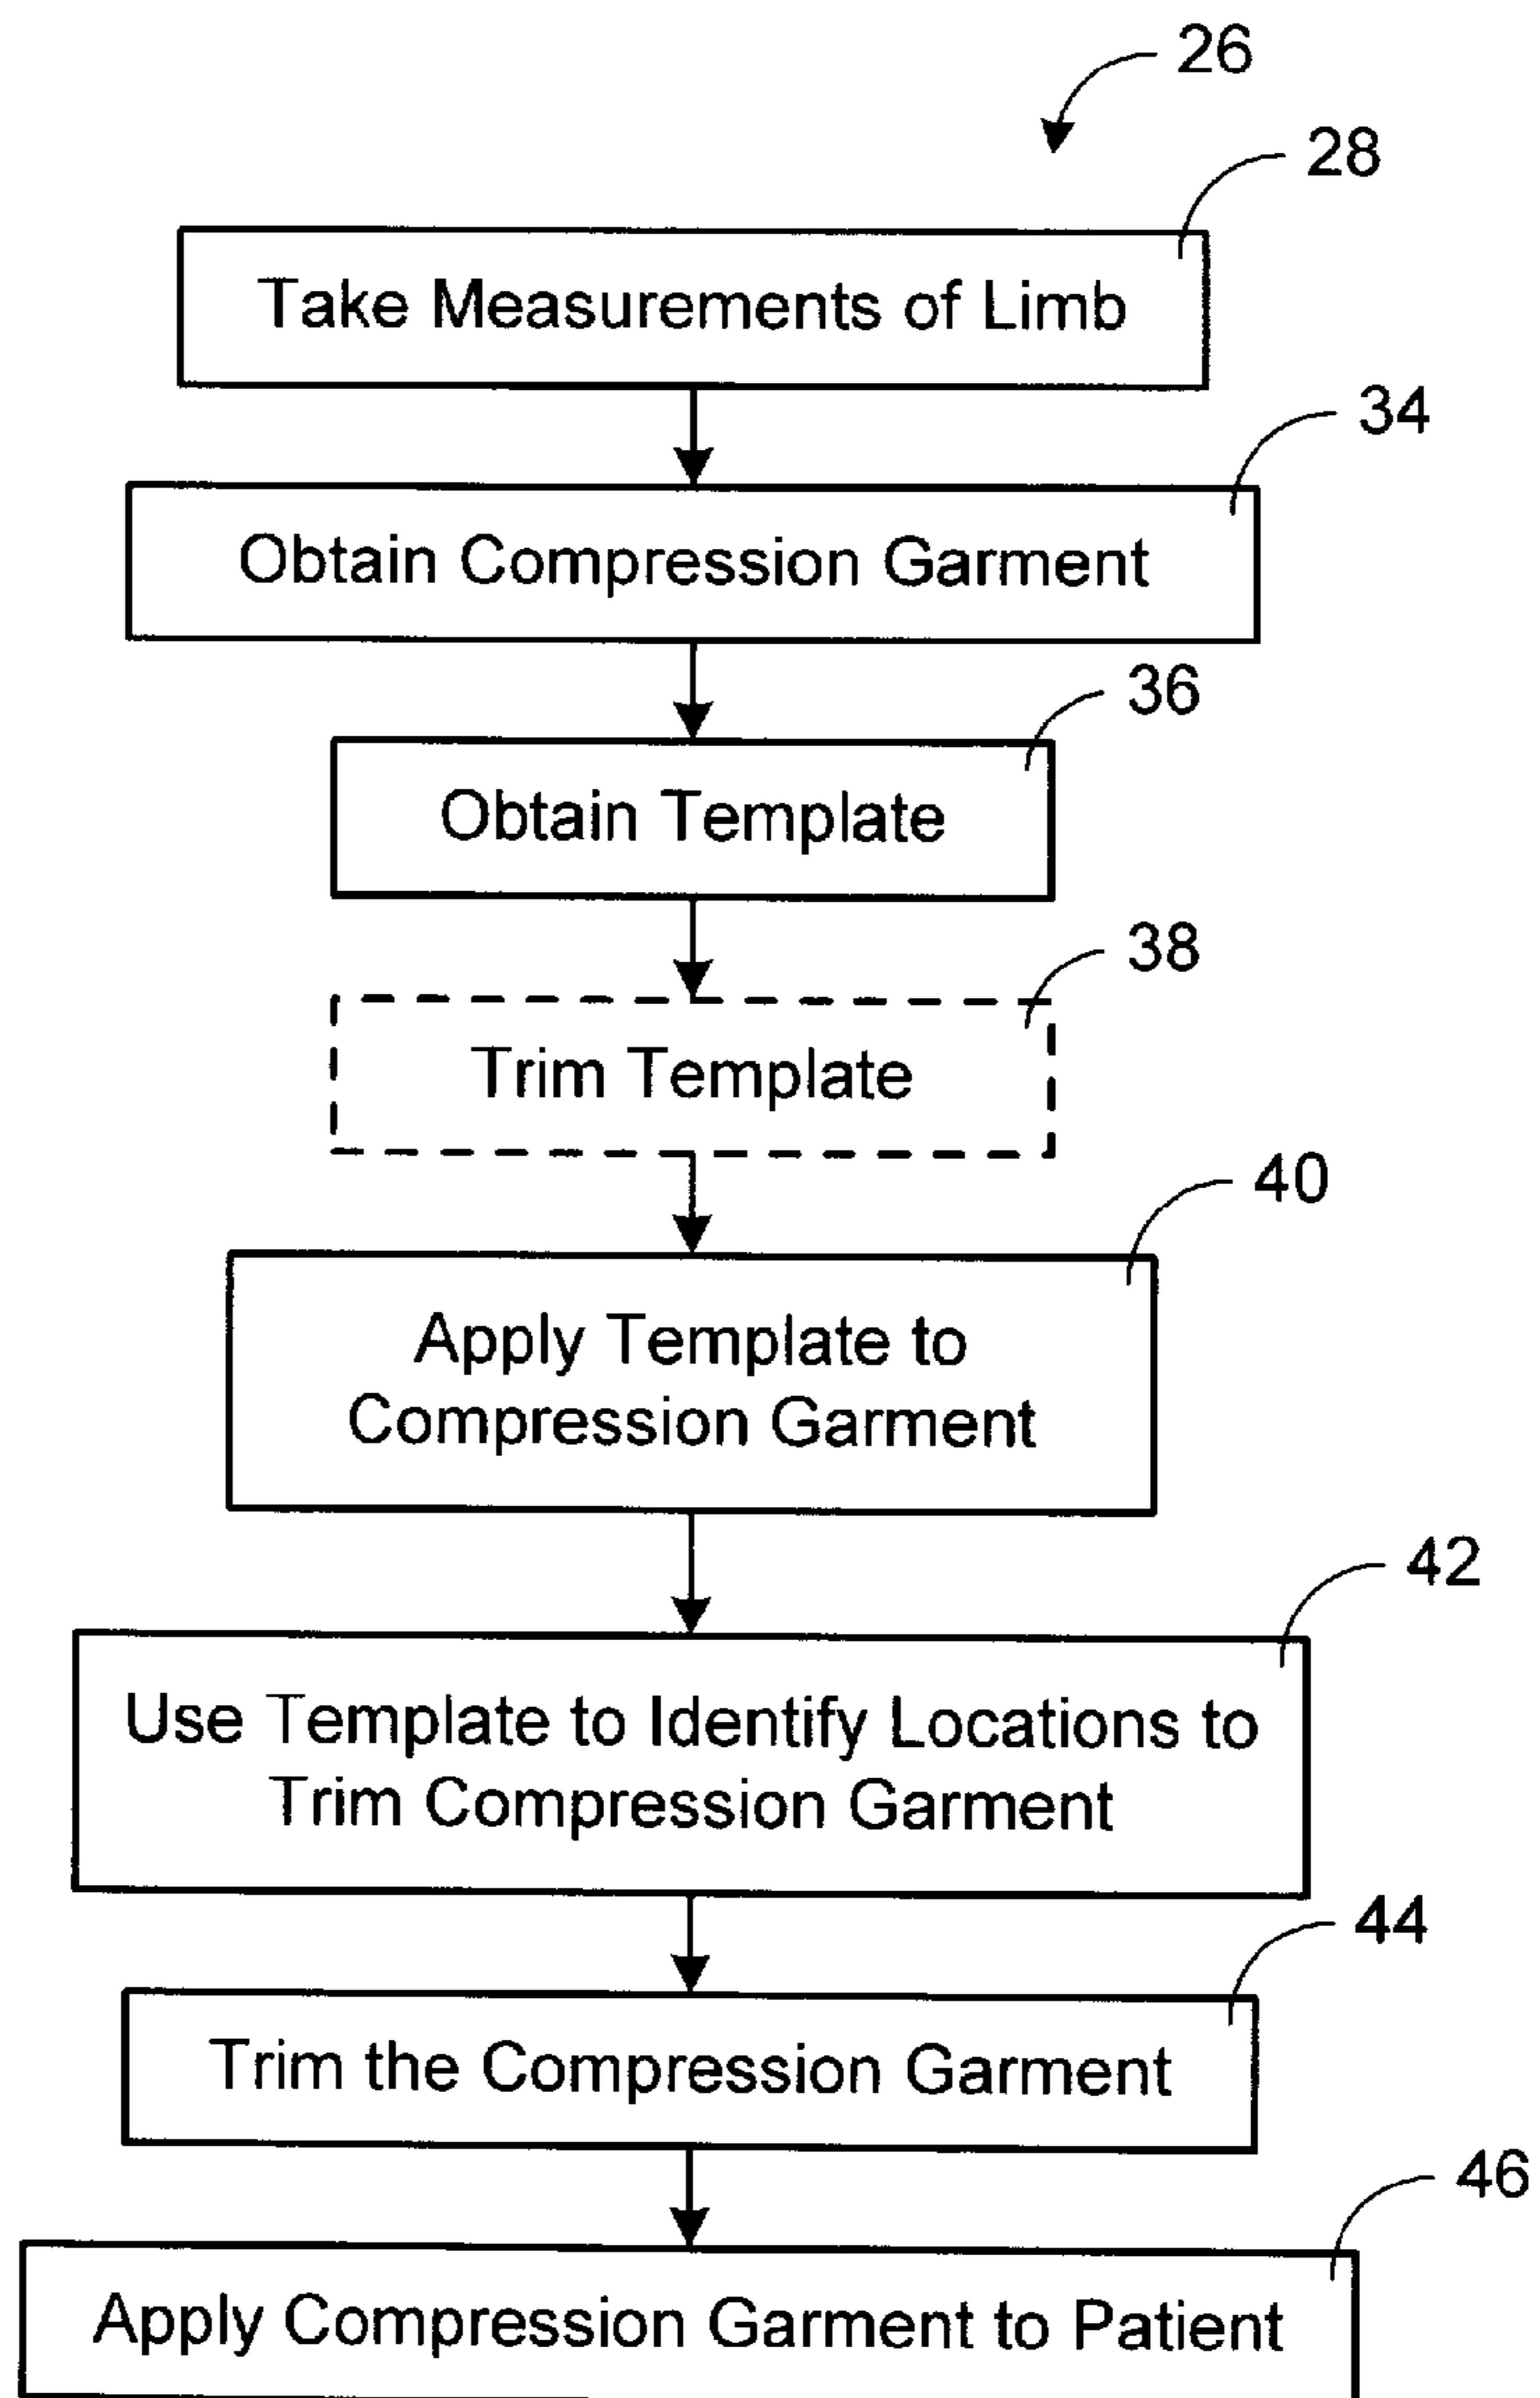 26
28
Take Measurements of Limb
34
Obtain Compression Garment
36
Obtain Template
38
Trim Template
40
Apply Template to
Compression Garment
42
Use Template to Identify Locations to
Trim Compression Garment
44
Trim the Compression Garment
46
Apply Compression Garment to Patient